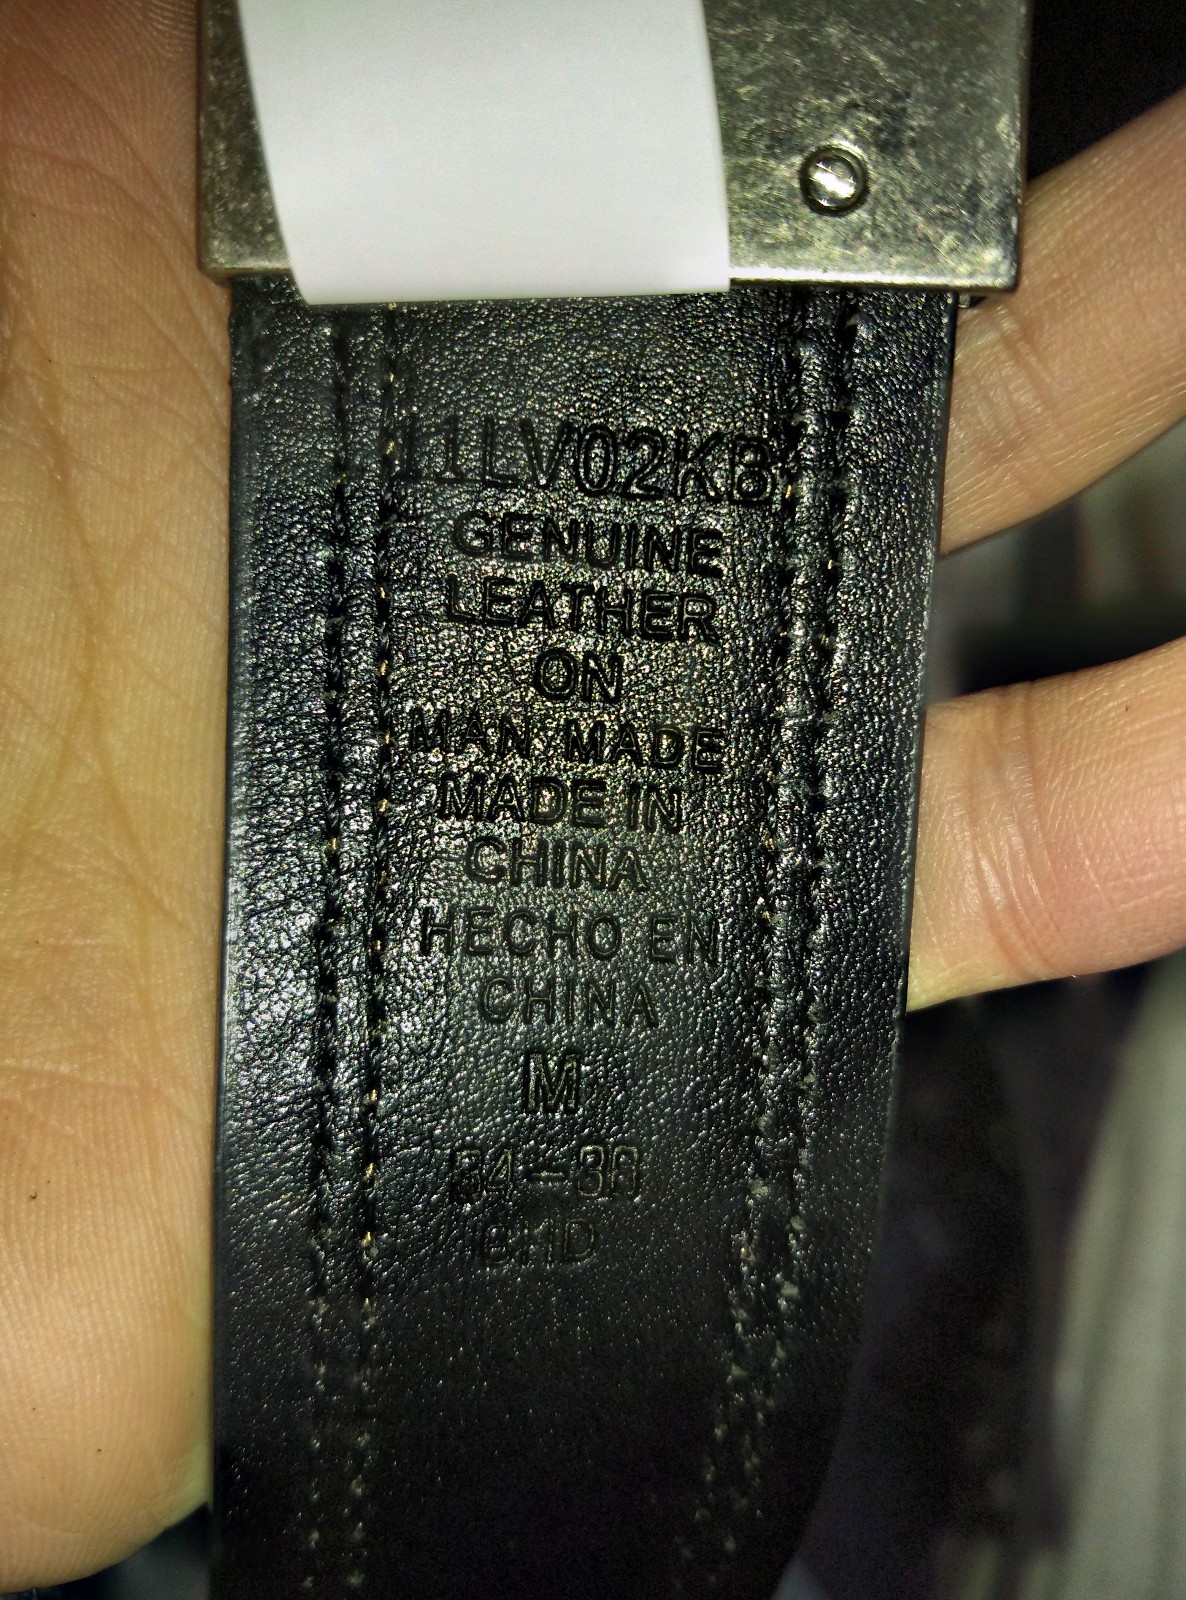 11LV02KB
GENUINE
LEATHER
ON
MAN MADE
MADE IN
CHINA
HECHO EN
CHINA
M
34-38